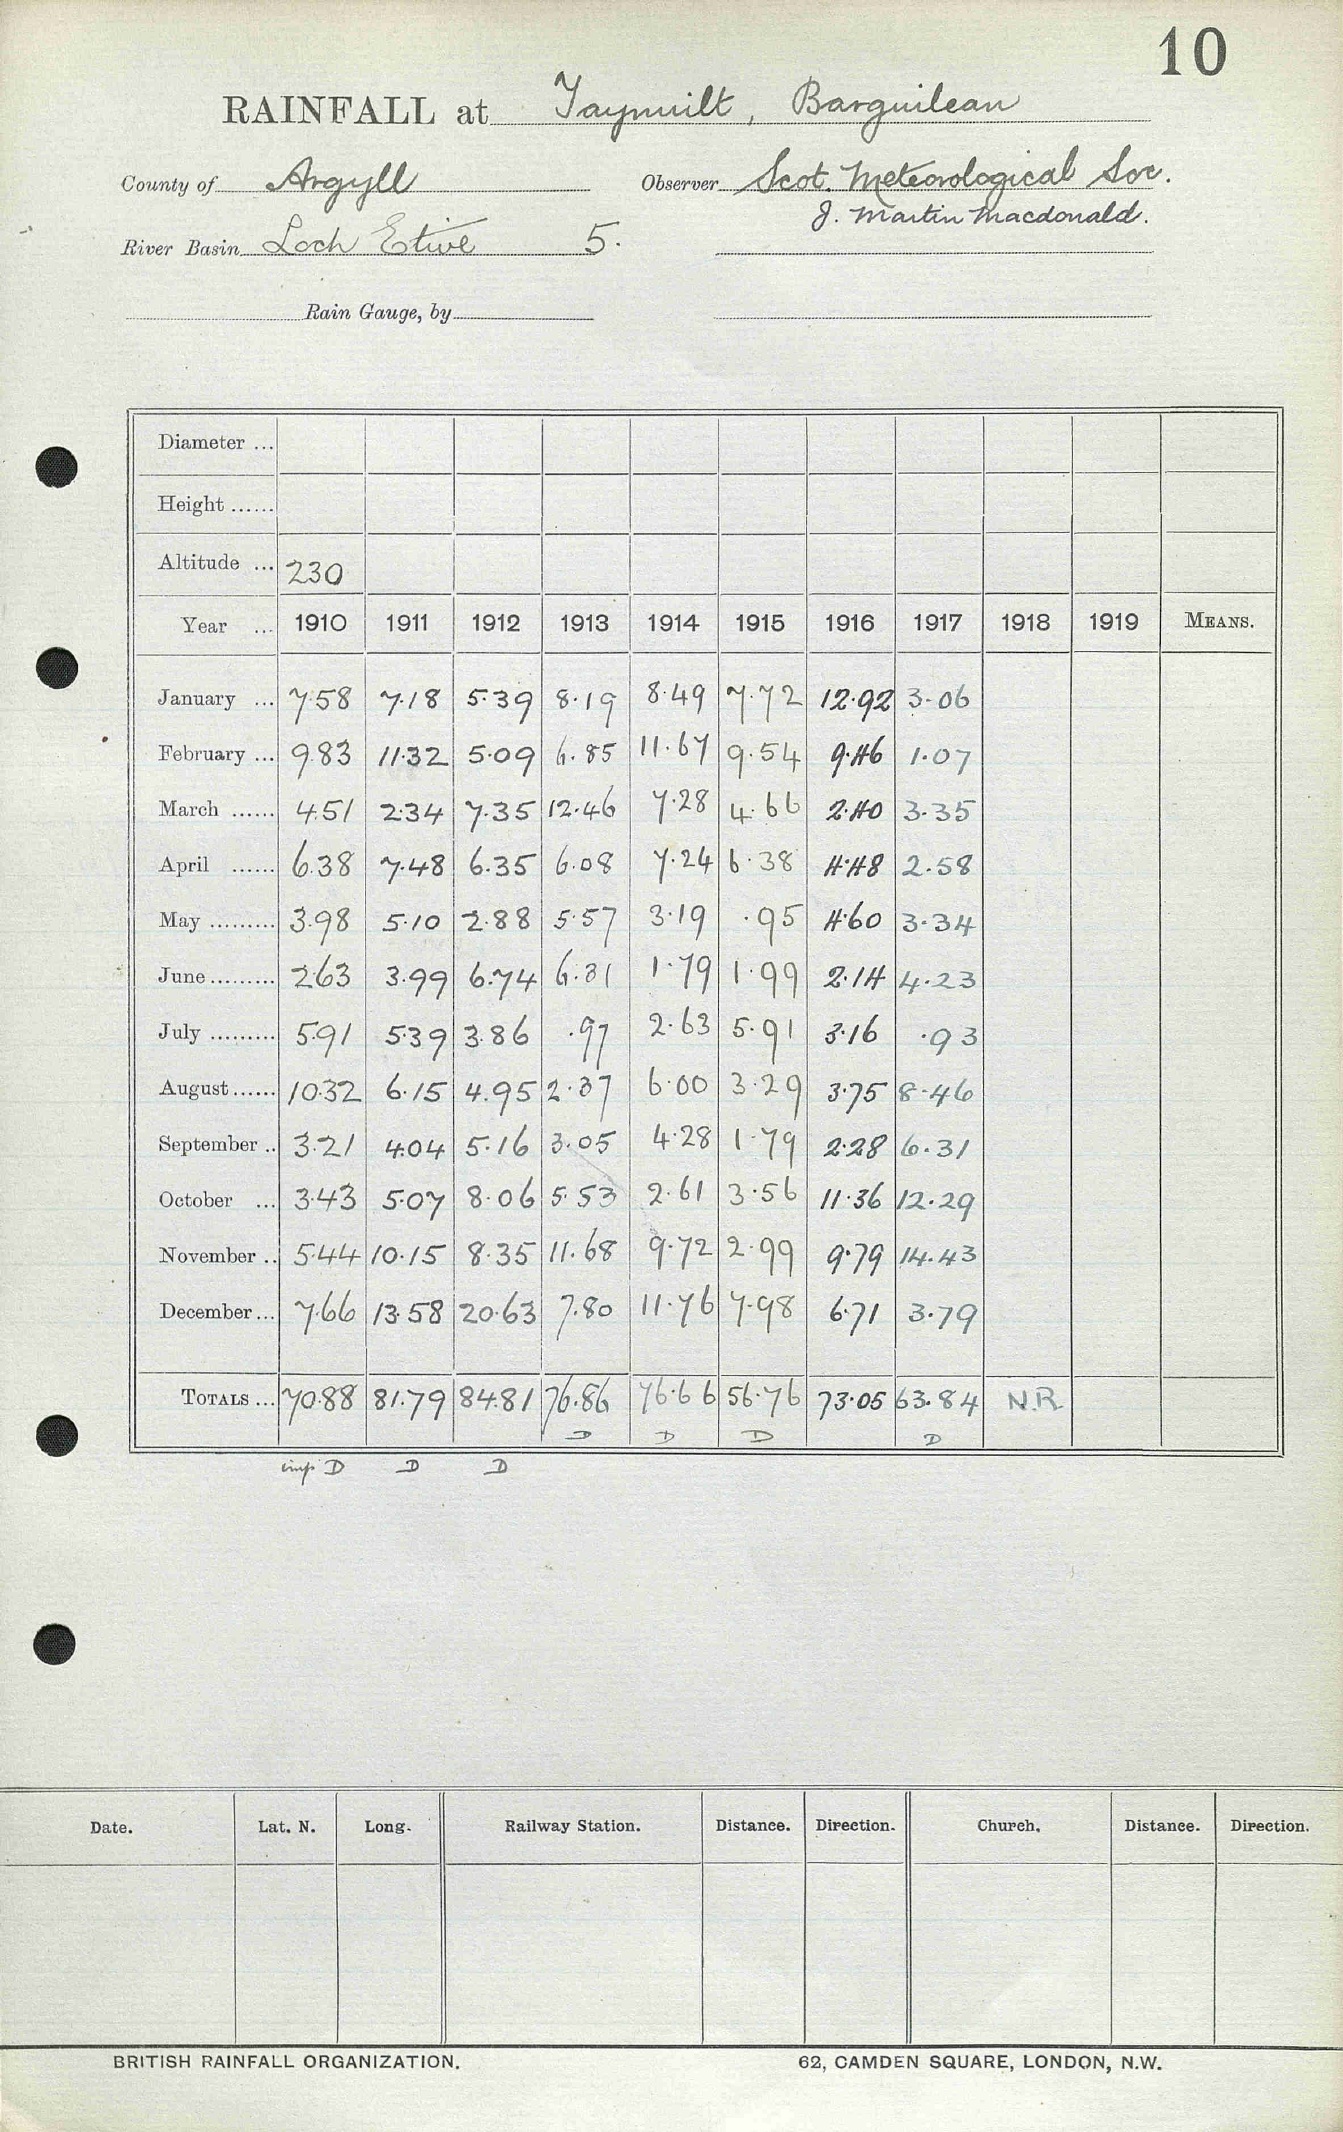 10
RAINFALL at Taynuilt, Barguilean
County of Argyll Observer Scot. Meteorological Soc.
J. Martin Macdonald.
River Basin Loch Etive 5.
Rain Gauge, by
Diameter ...
Height ......
Altitude ... 230
Year ... 1910 1911 1912 1913 1914 1915 1916 1917 1918 1919 MEANS.
January ... 7.58 7.18 5.39 8.19 8.49 7.72 12.92 3.06
February ... 9.83 11.32 5.09 6.85 11.67 9.54 9.46 1.07
March ...... 4.51 2.34 7.35 12.46 7.28 4.66 2.40 3.35
April ...... 6.38 7.48 6.35 6.08 7.24 6.38 4.48 2.58
May ......... 3.98 5.10 2.88 5.57 3.19 .95 4.60 3.34
June ......... 2.63 3.99 6.74 6.31 1.79 1.99 2.14 4.23
July ......... 5.91 5.39 3.86 .97 2.63 5.91 3.16 .93
August ...... 10.32 6.15 4.95 2.37 6.00 3.29 3.75 8.46
September .. 3.21 4.04 5.16 3.05 4.28 1.79 2.28 6.31
October ... 3.43 5.07 8.06 5.53 2.61 3.56 11.36 12.29
November .. 5.44 10.15 8.35 11.68 9.72 2.99 9.79 14.43
December ... 7.66 13.58 20.63 7.80 11.76 7.98 6.71 3.79
TOTALS ... 70.88 81.79 84.81 76.86 76.66 56.76 73.05 63.84 N.R.
D D D D
imp D D D
Date. Lat. N. Long. Railway Station. Distance. Direction. Church. Distance. Direction.
BRITISH RAINFALL ORGANIZATION. 62, CAMDEN SQUARE, LONDON, N.W.